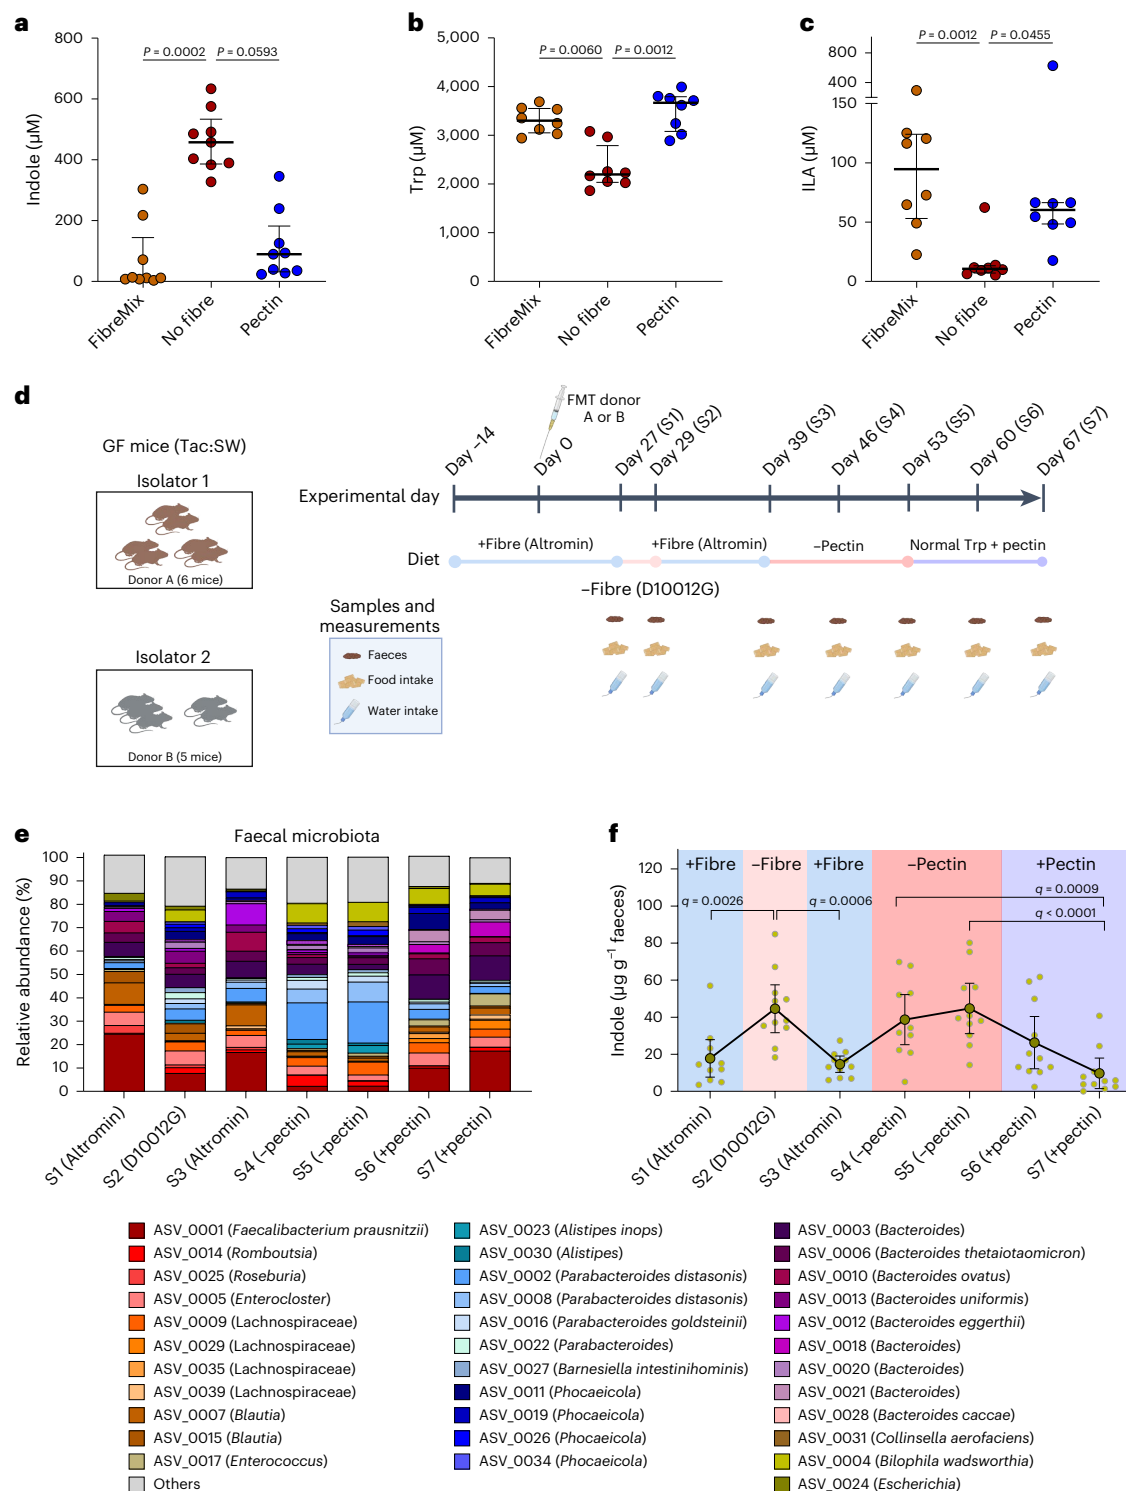 a
800
600
400
200
0
Indole (µM)
P = 0.0002
P = 0.0593
FibreMix
No fibre
Pectin
b
5,000
4,000
3,000
2,000
1,000
0
Trp (µM)
P = 0.0060
P = 0.0012
FibreMix
No fibre
Pectin
c
800
400
150
100
50
0
ILA (µM)
P = 0.0012
P = 0.0455
FibreMix
No fibre
Pectin
d
GF mice (Tac:SW)
Isolator 1
Donor A (6 mice)
Isolator 2
Donor B (5 mice)
FMT donor
A or B
Day –14
Day 0
Day 27 (S1)
Day 29 (S2)
Day 39 (S3)
Day 46 (S4)
Day 53 (S5)
Day 60 (S6)
Day 67 (S7)
Experimental day
Diet
+Fibre (Altromin)
+Fibre (Altromin)
–Pectin
Normal Trp + pectin
–Fibre (D10012G)
Samples and
measurements
Faeces
Food intake
Water intake
e
Faecal microbiota
Relative abundance (%)
100
90
80
70
60
50
40
30
20
10
0
S1 (Altromin)
S2 (D10012G)
S3 (Altromin)
S4 (–pectin)
S5 (–pectin)
S6 (+pectin)
S7 (+pectin)
f
Indole (µg g⁻¹ faeces)
120
100
80
60
40
20
0
+Fibre
–Fibre
+Fibre
–Pectin
+Pectin
q = 0.0026
q = 0.0006
q = 0.0009
q < 0.0001
S1 (Altromin)
S2 (D10012G)
S3 (Altromin)
S4 (–pectin)
S5 (–pectin)
S6 (+pectin)
S7 (+pectin)
ASV_0001 (Faecalibacterium prausnitzii)
ASV_0014 (Romboutsia)
ASV_0025 (Roseburia)
ASV_0005 (Enterocloster)
ASV_0009 (Lachnospiraceae)
ASV_0029 (Lachnospiraceae)
ASV_0035 (Lachnospiraceae)
ASV_0039 (Lachnospiraceae)
ASV_0007 (Blautia)
ASV_0015 (Blautia)
ASV_0017 (Enterococcus)
Others
ASV_0023 (Alistipes inops)
ASV_0030 (Alistipes)
ASV_0002 (Parabacteroides distasonis)
ASV_0008 (Parabacteroides distasonis)
ASV_0016 (Parabacteroides goldsteinii)
ASV_0022 (Parabacteroides)
ASV_0027 (Barnesiella intestinihominis)
ASV_0011 (Phocaeicola)
ASV_0019 (Phocaeicola)
ASV_0026 (Phocaeicola)
ASV_0034 (Phocaeicola)
ASV_0003 (Bacteroides)
ASV_0006 (Bacteroides thetaiotaomicron)
ASV_0010 (Bacteroides ovatus)
ASV_0013 (Bacteroides uniformis)
ASV_0012 (Bacteroides eggerthii)
ASV_0018 (Bacteroides)
ASV_0020 (Bacteroides)
ASV_0021 (Bacteroides)
ASV_0028 (Bacteroides caccae)
ASV_0031 (Collinsella aerofaciens)
ASV_0004 (Bilophila wadsworthia)
ASV_0024 (Escherichia)